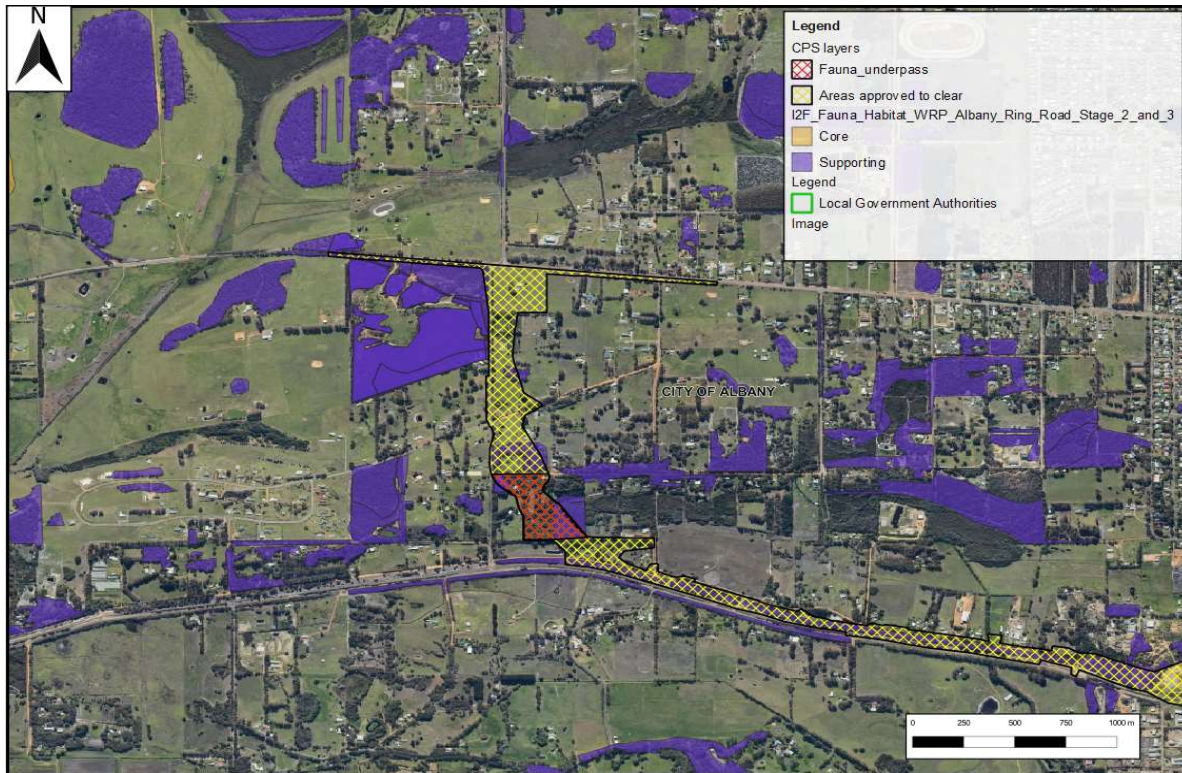 N
Legend
CPS layers
Fauna_underpass
Areas approved to clear
I2F_Fauna_Habitat_WRP_Albany_Ring_Road_Stage_2_and_3
Core
Supporting
Legend
Local Government Authorities
Image
CITY OF ALBANY
0 250 500 750 1000 m